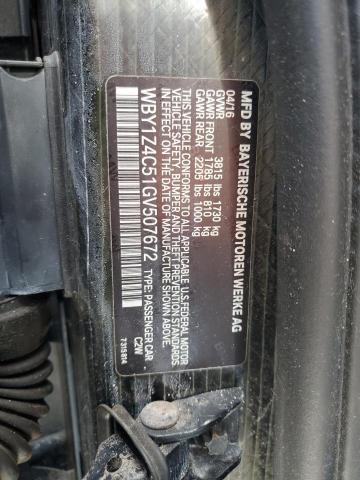 MFD BY BAYERISCHE MOTOREN WERKE AG
04/16
GVWR 3815 lbs 1730 kg
GAWR FRONT 1785 lbs 810 kg
GAWR REAR 2205 lbs 1000 kg
THIS VEHICLE CONFORMS TO ALL APPLICABLE U.S. FEDERAL MOTOR
VEHICLE SAFETY, BUMPER AND THEFT PREVENTION STANDARDS
IN EFFECT ON THE DATE OF MANUFACTURE SHOWN ABOVE.
WBY1Z4C51GV507672 TYPE: PASSENGER CAR
C2W
7315814